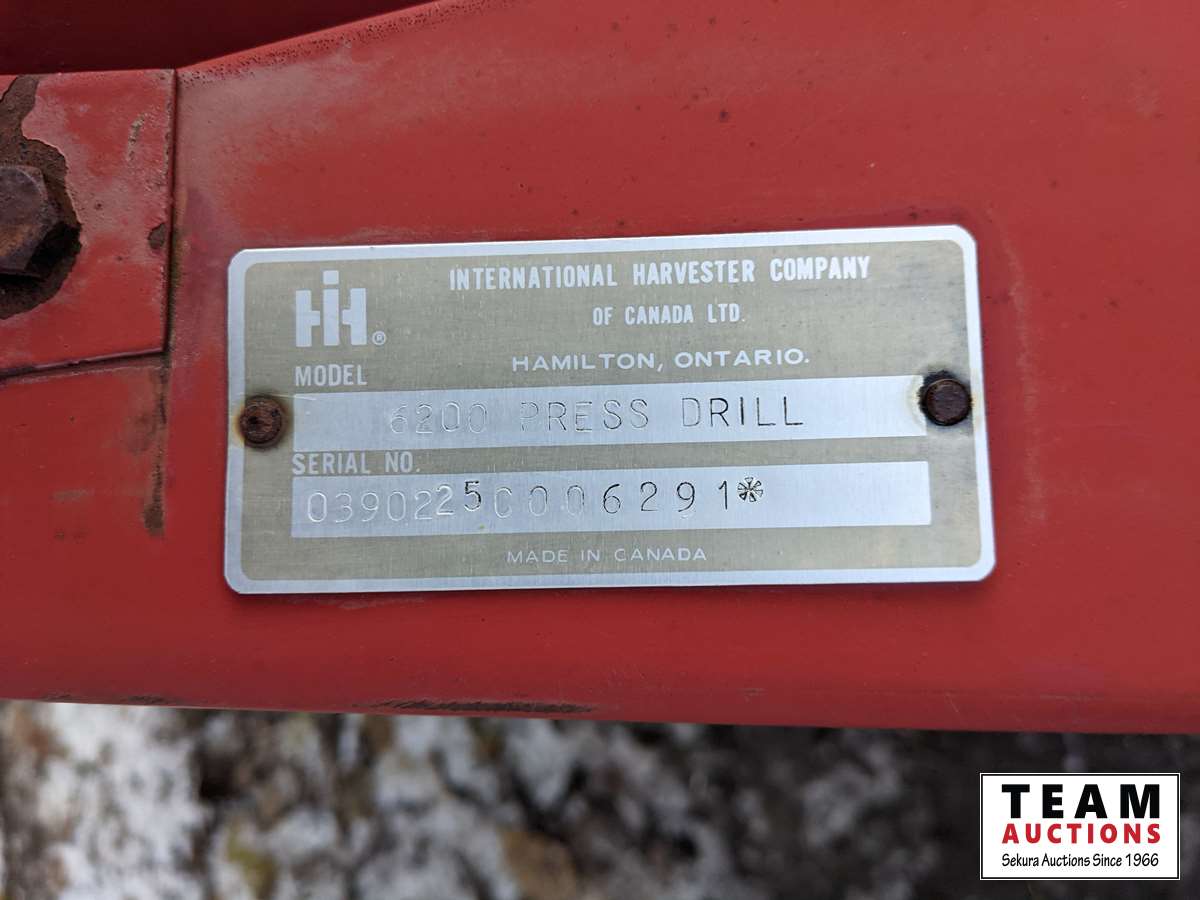 IH®
INTERNATIONAL HARVESTER COMPANY
OF CANADA LTD.
HAMILTON, ONTARIO.
MODEL
6200 PRESS DRILL
SERIAL NO.
0390225C006291*
MADE IN CANADA
TEAM
AUCTIONS
Sekura Auctions Since 1966